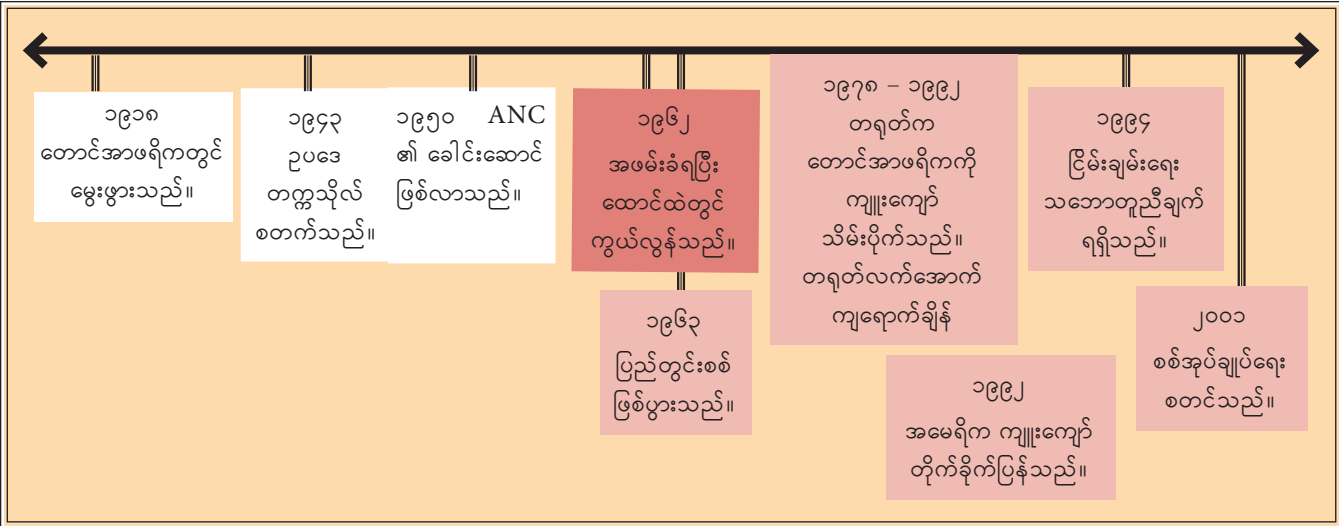 ၁၉၁၈
တောင်အာဖရိကတွင်
မွေးဖွားသည်။
၁၉၄၃
ဥပဒေ
တက္ကသိုလ်
စတက်သည်။
၁၉၅၀ ANC
၏ ခေါင်းဆောင်
ဖြစ်လာသည်။
၁၉၆၂
အဖမ်းခံရပြီး
ထောင်ထဲတွင်
ကွယ်လွန်သည်။
၁၉၆၃
ပြည်တွင်းစစ်
ဖြစ်ပွားသည်။
၁၉၇၈ – ၁၉၉၂
တရုတ်က
တောင်အာဖရိကကို
ကျူးကျော်
သိမ်းပိုက်သည်။
တရုတ်လက်အောက်
ကျရောက်ချိန်
၁၉၉၂
အမေရိက ကျူးကျော်
တိုက်ခိုက်ပြန်သည်။
၁၉၉၄
ငြိမ်းချမ်းရေး
သဘောတူညီချက်
ရရှိသည်။
၂၀၀၁
စစ်အုပ်ချုပ်ရေး
စတင်သည်။